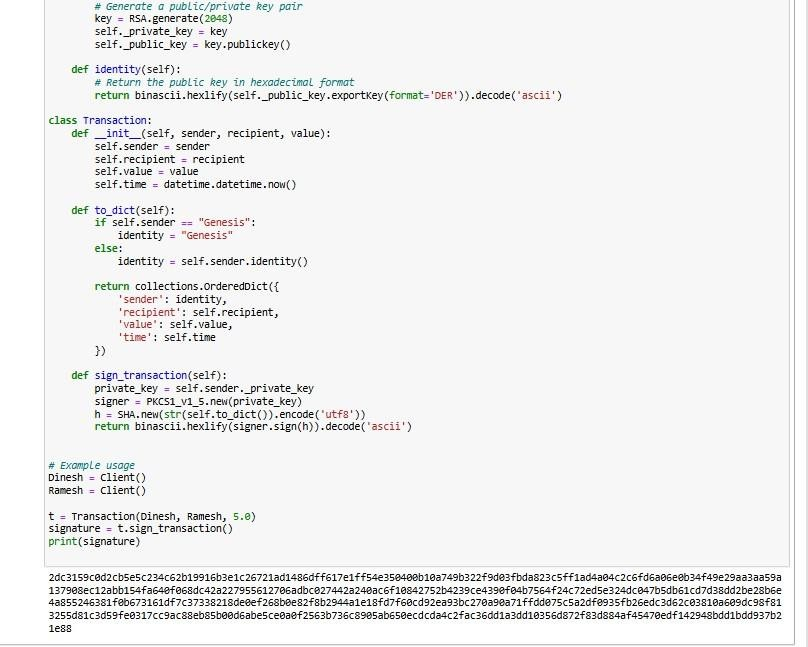 # Generate a public/private key pair
key = RSA.generate(2048)
self._private_key = key
self._public_key = key.publickey()
def identity(self):
# Return the public key in hexadecimal format
return binascii.hexlify(self._public_key.exportKey(format='DER')).decode('ascii')
class Transaction:
def __init__(self, sender, recipient, value):
self.sender = sender
self.recipient = recipient
self.value = value
self.time = datetime.datetime.now()
def to_dict(self):
if self.sender == "Genesis":
identity = "Genesis"
else:
identity = self.sender.identity()
return collections.OrderedDict({
'sender': identity,
'recipient': self.recipient,
'value': self.value,
'time': self.time
})
def sign_transaction(self):
private_key = self.sender._private_key
signer = PKCS1_v1_5.new(private_key)
h = SHA.new(str(self.to_dict()).encode('utf8'))
return binascii.hexlify(signer.sign(h)).decode('ascii')
# Example usage
Dinesh = Client()
Ramesh = Client()
t = Transaction(Dinesh, Ramesh, 5.0)
signature = t.sign_transaction()
print(signature)
2dc3159c0d2cb5e5c234c62b19916b3e1c26721ad1486dff617e1ff54e350400b10a749b322f9d03fbda823c5ff1ad4a04c2c6fd6a06e0b34f49e29aa3aa59a
137908ec12abb154fa640f068dc42a227955612706adbc027442a240ac6f10842752b4239ce4390f04b7564f24c72ed5e324dc047b5db61cd7d38dd2be28b6e
4a855246381f0b673161df7c37338218de0ef268b0e82f8b2944a1e18fd7f60cd92ea93bc270a90a71ffdd075c5a2df0935fb26edc3d62c03810a609dc98f81
3255d81c3d59fe0317cc9ac88eb85b00d6abe5ce0a0f2563b736c8905ab650ecdcda4c2fac36dd1a3dd10356d872f83d884af45470edf142948bdd1bdd937b2
1e88